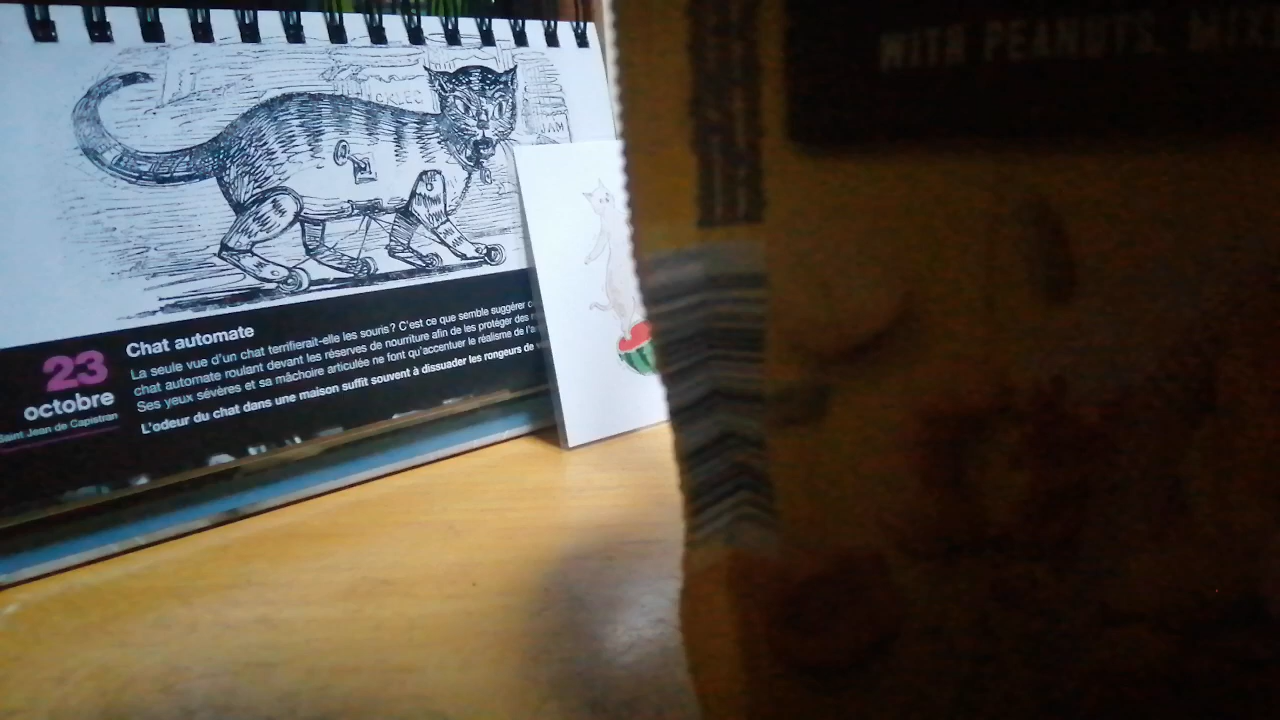 Chat automate
La seule vue d'un chat terrifierait-elle les souris ? C'est ce que semble suggérer
chat automate roulant devant les réserves de nourriture afin de les protéger des
Ses yeux sévères et sa mâchoire articulée ne font qu'accentuer le réalisme de
L'odeur du chat dans une maison suffit souvent à dissuader les rongeurs de
23
octobre
Saint Jean de Capistran
JAM
WITH PEANUTS,